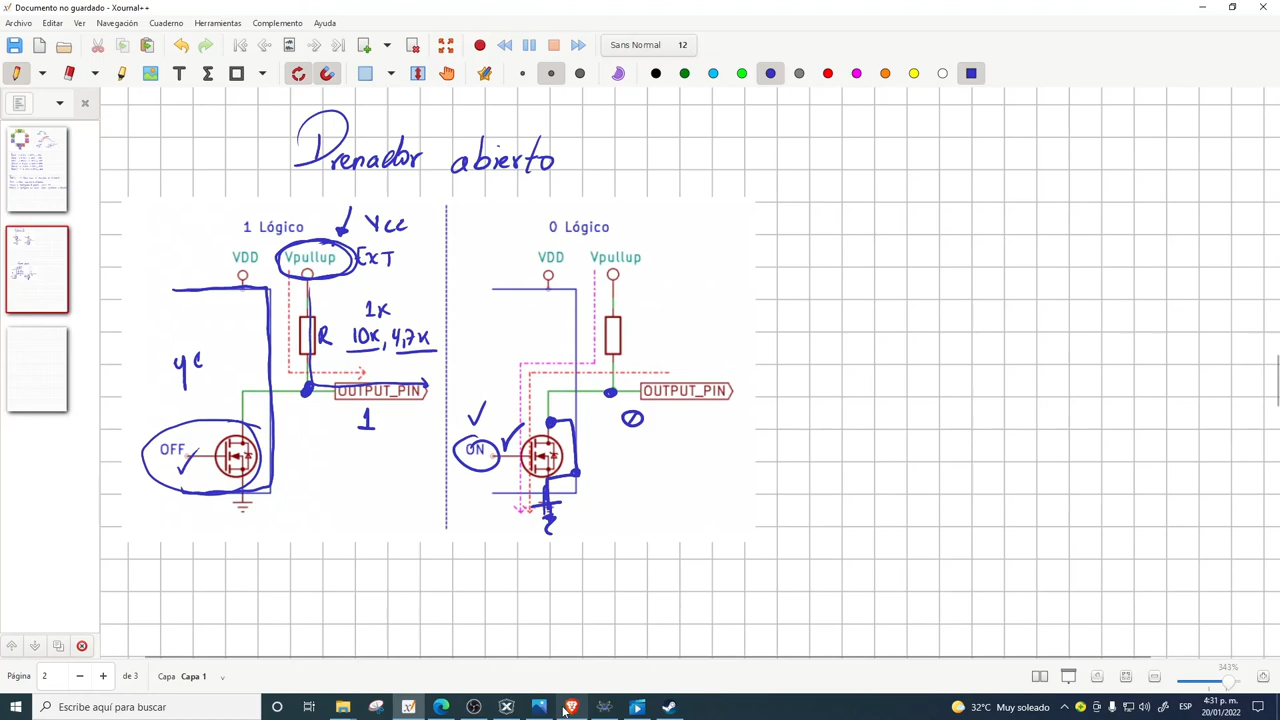 Documento no guardado - Xournal++
Archivo Editar Ver Navegación Cuaderno Herramientas Complemento Ayuda
Sans Normal 12
Drenador abierto
1 Lógico
0 Lógico
Vcc
VDD Vpullup Ext
VDD Vpullup
1K
R 10K, 4,7K
OUTPUT_PIN
OUTPUT_PIN
1
0
OFF
ON
Página 2 de 3 Capa Capa 1
343%
Escribe aquí para buscar
32°C Muy soleado
ESP
4:31 p. m.
20/01/2022